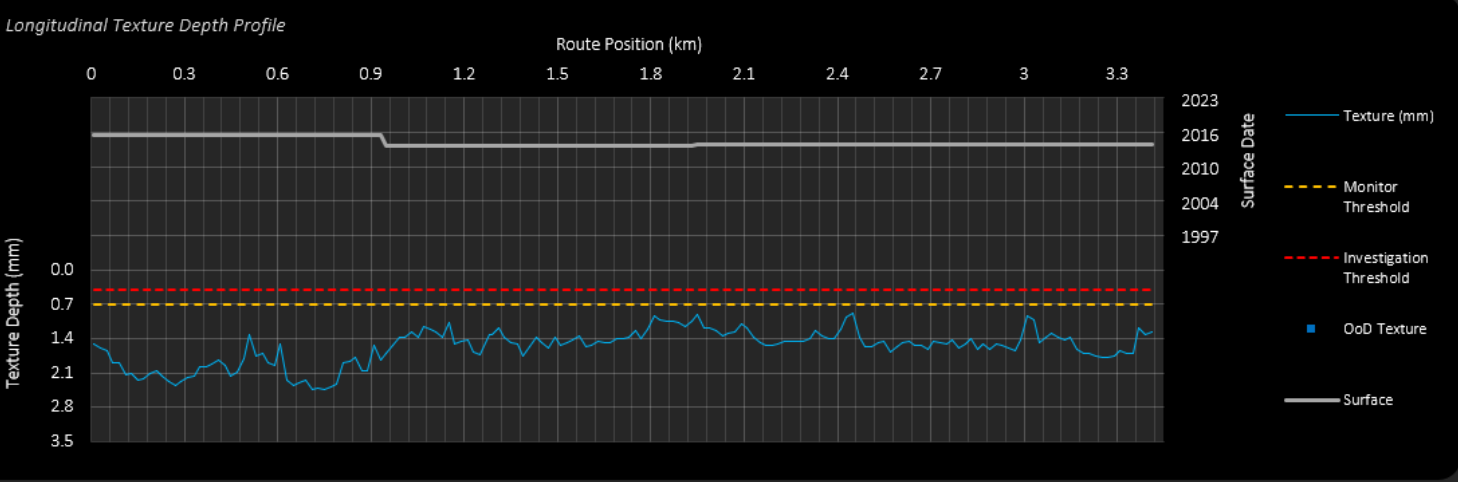 Longitudinal Texture Depth Profile
Route Position (km)
0 0.3 0.6 0.9 1.2 1.5 1.8 2.1 2.4 2.7 3 3.3
2023
2016
2010
2004
1997
Surface Date
0.0
0.7
1.4
2.1
2.8
3.5
Texture Depth (mm)
Texture (mm)
Monitor
Threshold
Investigation
Threshold
OoD Texture
Surface